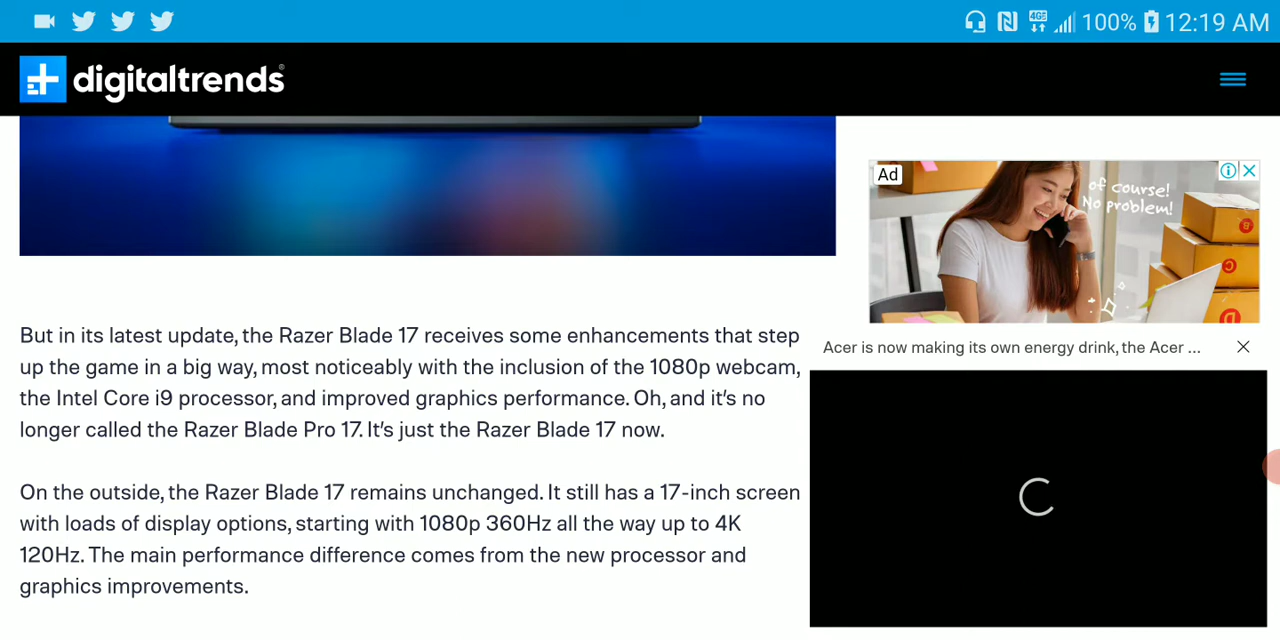 4GE 100% 12:19 AM
digitaltrends
Ad
of course!
No problem!
B
C
D
Acer is now making its own energy drink, the Acer ...
But in its latest update, the Razer Blade 17 receives some enhancements that step
up the game in a big way, most noticeably with the inclusion of the 1080p webcam,
the Intel Core i9 processor, and improved graphics performance. Oh, and it's no
longer called the Razer Blade Pro 17. It's just the Razer Blade 17 now.
On the outside, the Razer Blade 17 remains unchanged. It still has a 17-inch screen
with loads of display options, starting with 1080p 360Hz all the way up to 4K
120Hz. The main performance difference comes from the new processor and
graphics improvements.